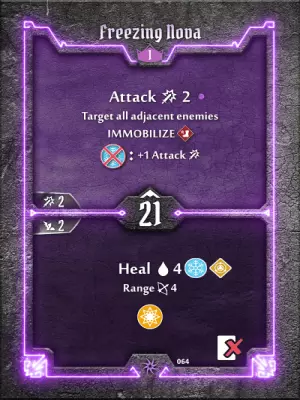 Freezing Nova
1
Attack 2
Target all adjacent enemies
IMMOBILIZE
: +1 Attack
2
21
2
Heal 4
Range 4
064